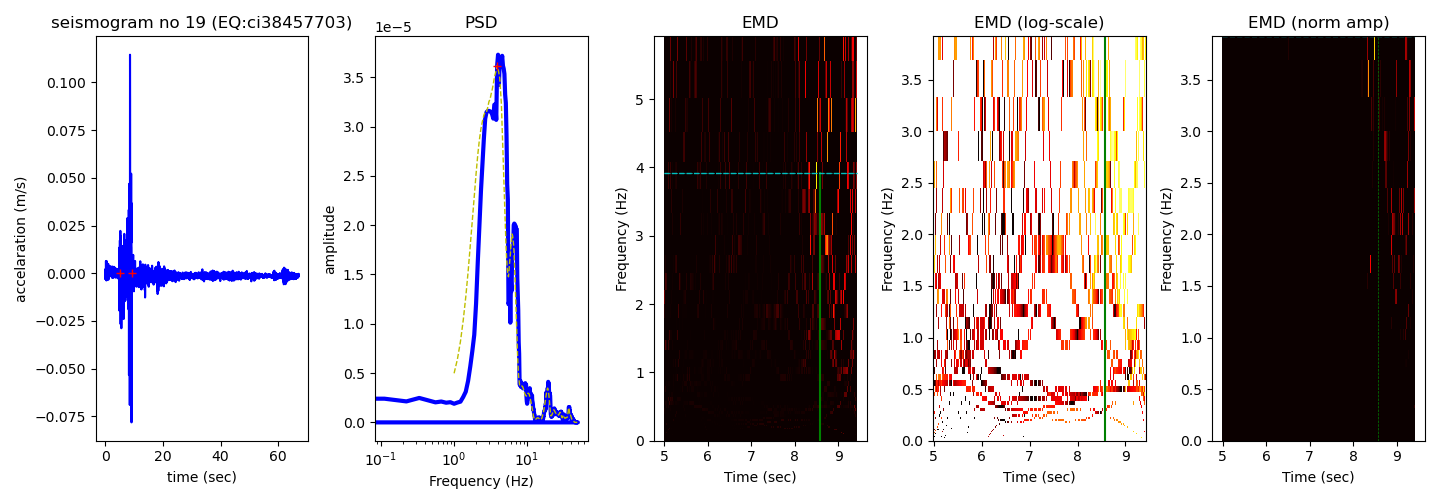 seismogram no 19 (EQ:ci38457703)
accelaration (m/s)
0.100
0.075
0.050
0.025
0.000
−0.025
−0.050
−0.075
0 20 40 60
time (sec)
PSD
1e−5
amplitude
3.5
3.0
2.5
2.0
1.5
1.0
0.5
0.0
10⁻¹ 10⁰ 10¹
Frequency (Hz)
EMD
Frequency (Hz)
5
4
3
2
1
0
5 6 7 8 9
Time (sec)
EMD (log-scale)
Frequency (Hz)
3.5
3.0
2.5
2.0
1.5
1.0
0.5
0.0
5 6 7 8 9
Time (sec)
EMD (norm amp)
Frequency (Hz)
3.5
3.0
2.5
2.0
1.5
1.0
0.5
0.0
5 6 7 8 9
Time (sec)